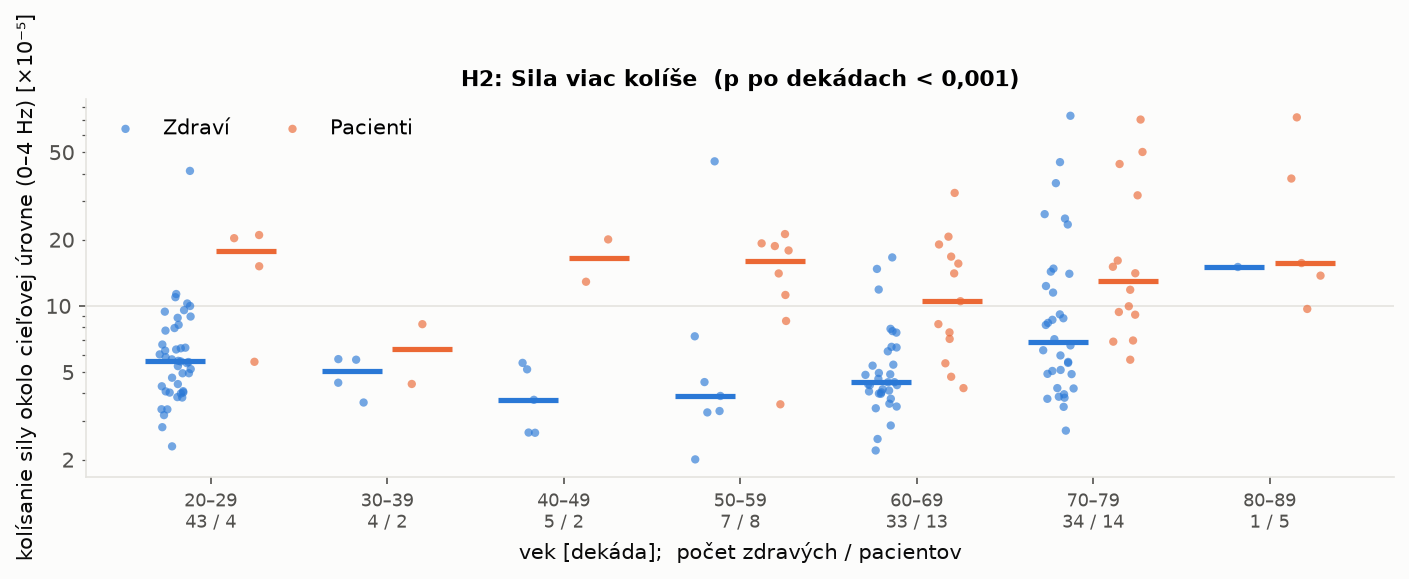 H2: Sila viac kolíše  (p po dekádach < 0,001)
Zdraví
Pacienti
kolísanie sily okolo cieľovej úrovne (0–4 Hz) [×10⁻⁵]
50
20
10
5
2
20–29
43 / 4
30–39
4 / 2
40–49
5 / 2
50–59
7 / 8
60–69
33 / 13
70–79
34 / 14
80–89
1 / 5
vek [dekáda];  počet zdravých / pacientov